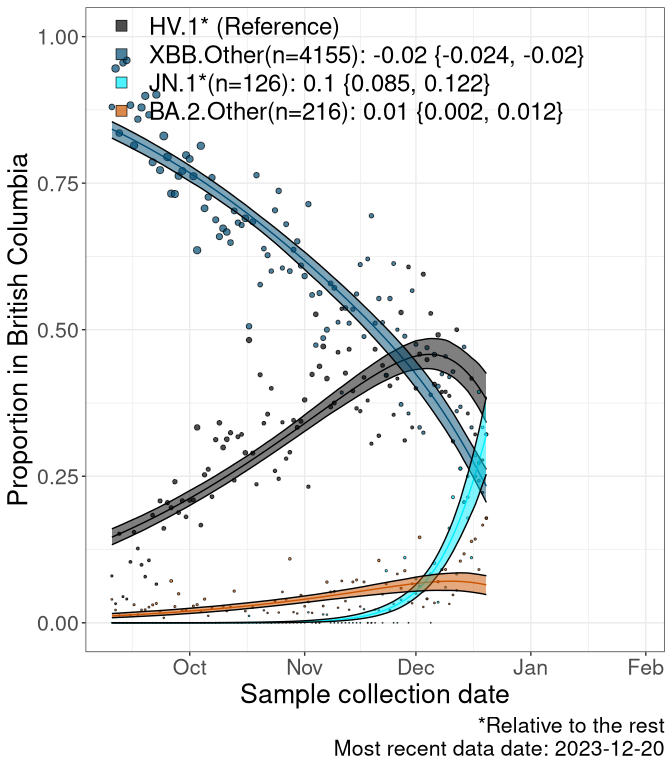 HV.1* (Reference)
XBB.Other(n=4155): -0.02 {-0.024, -0.02}
JN.1*(n=126): 0.1 {0.085, 0.122}
BA.2.Other(n=216): 0.01 {0.002, 0.012}
Proportion in British Columbia
1.00
0.75
0.50
0.25
0.00
Oct Nov Dec Jan Feb
Sample collection date
*Relative to the rest
Most recent data date: 2023-12-20